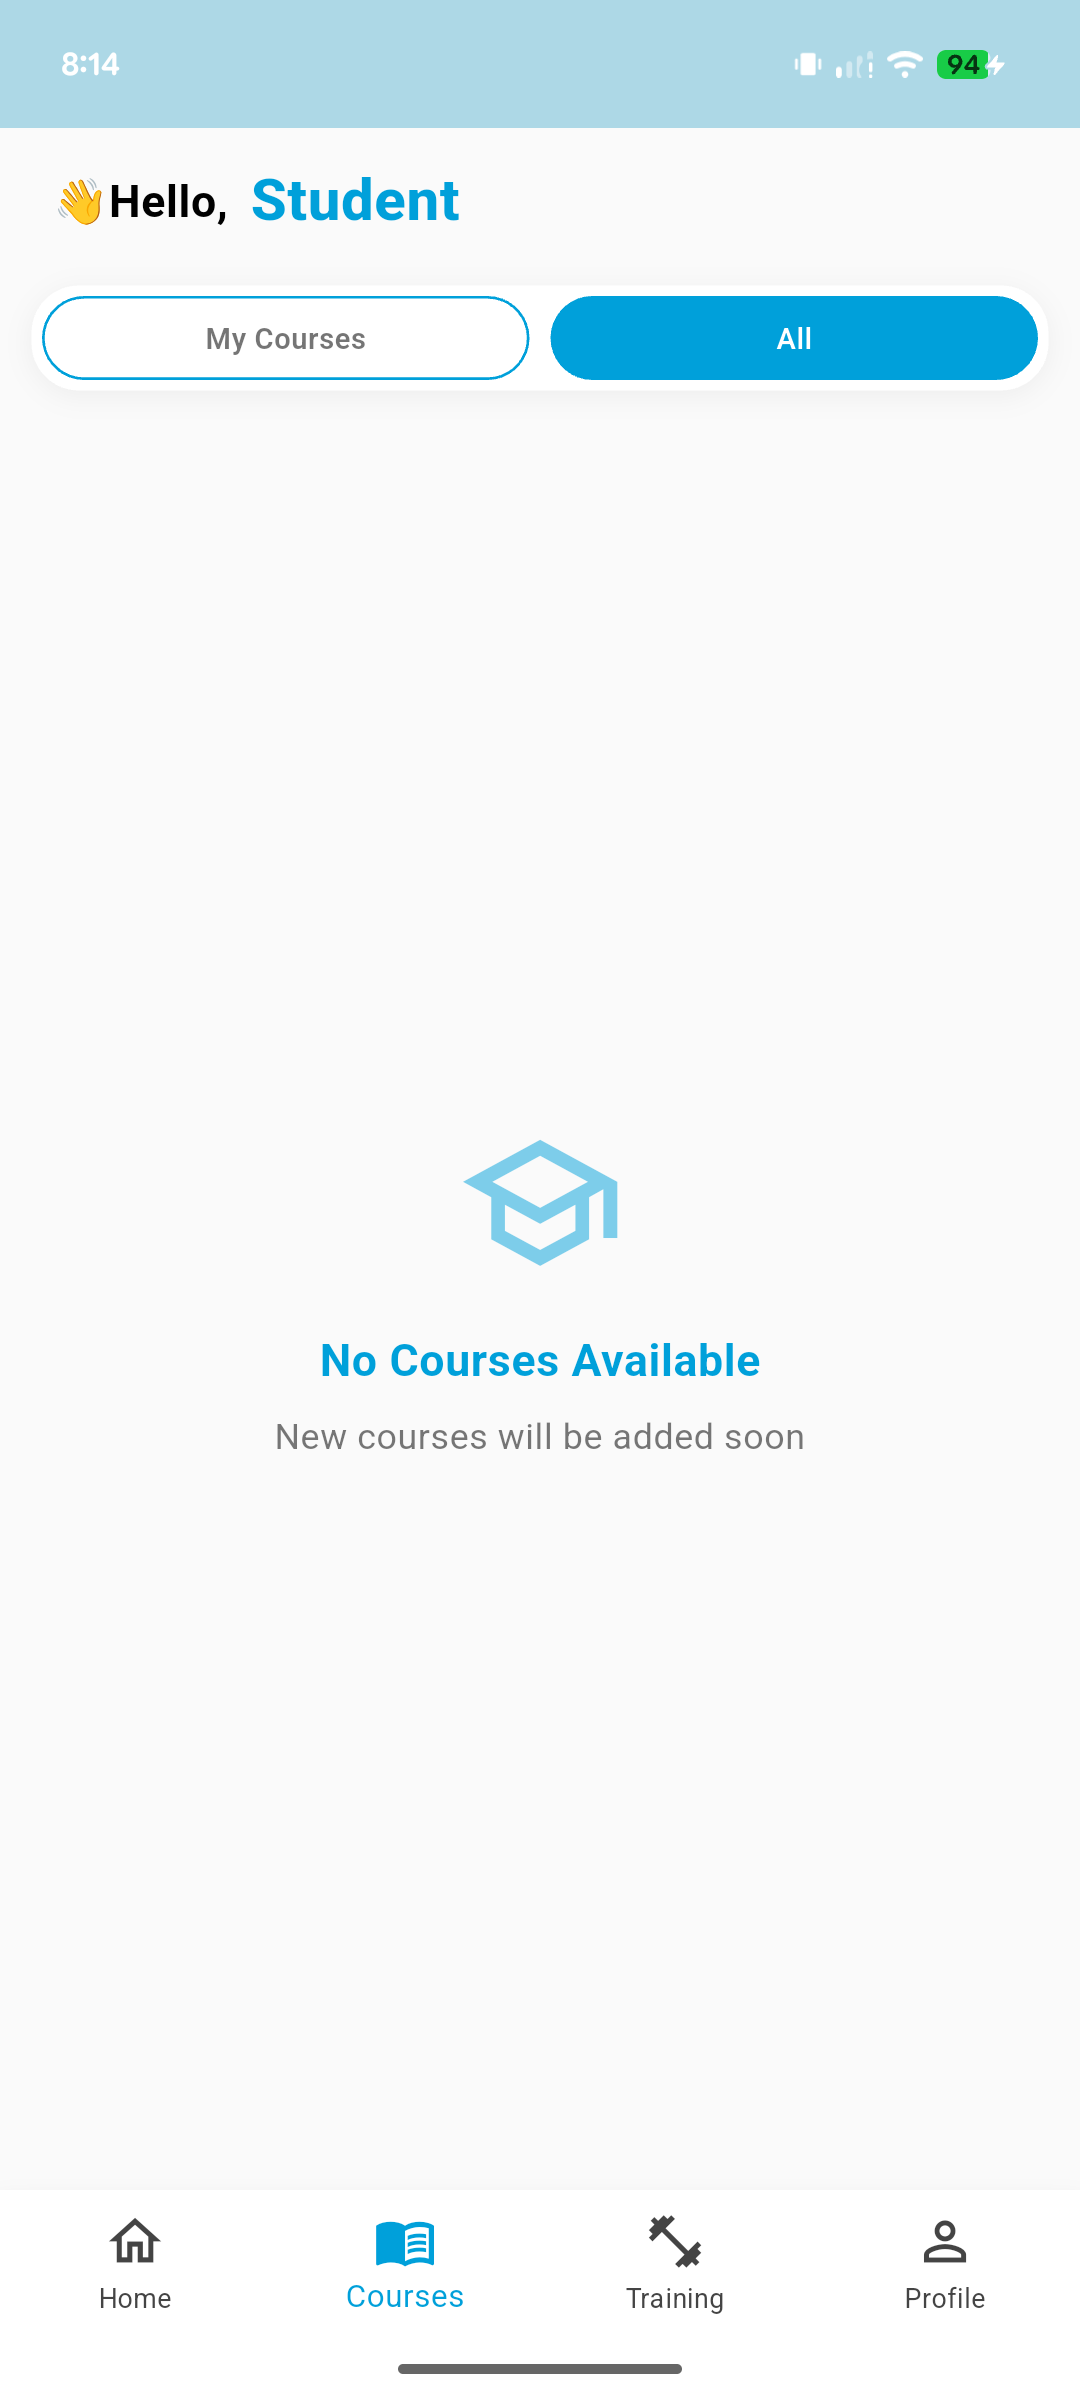 8:14
94
👋Hello, Student
My Courses
All
No Courses Available
New courses will be added soon
Home
Courses
Training
Profile